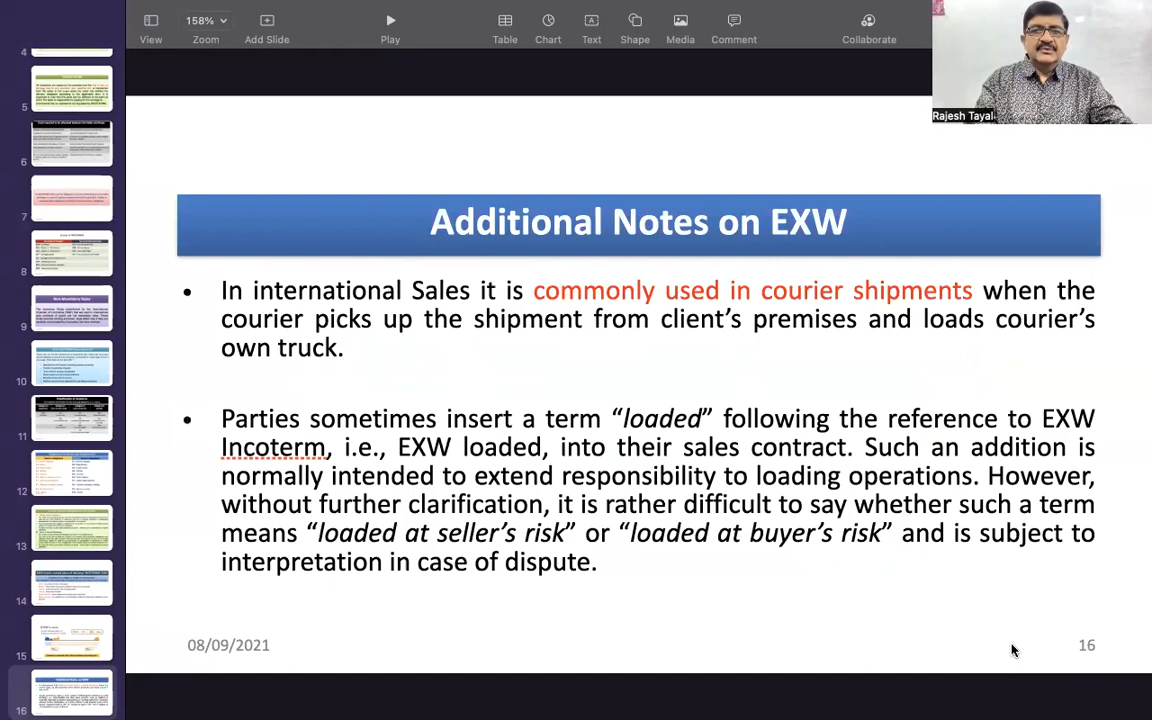 158%
View
Zoom
Add Slide
Play
Table
Chart
Text
Shape
Media
Comment
Collaborate
Rajesh Tayal
4
5
6
7
8
9
10
11
12
13
14
15
16
Additional Notes on EXW
• In international Sales it is commonly used in courier shipments when the
courier picks up the shipment from client’s premises and loads courier’s
own truck.
• Parties sometimes insert a term “loaded” following the reference to EXW
Incoterm, i.e., EXW loaded, into their sales contract. Such an addition is
normally intended to extend responsibility to loading operations. However,
without further clarification, it is rather difficult to say whether such a term
means “loaded at seller’s risk” or “loaded at buyer’s risk” and is subject to
interpretation in case of dispute.
08/09/2021
16